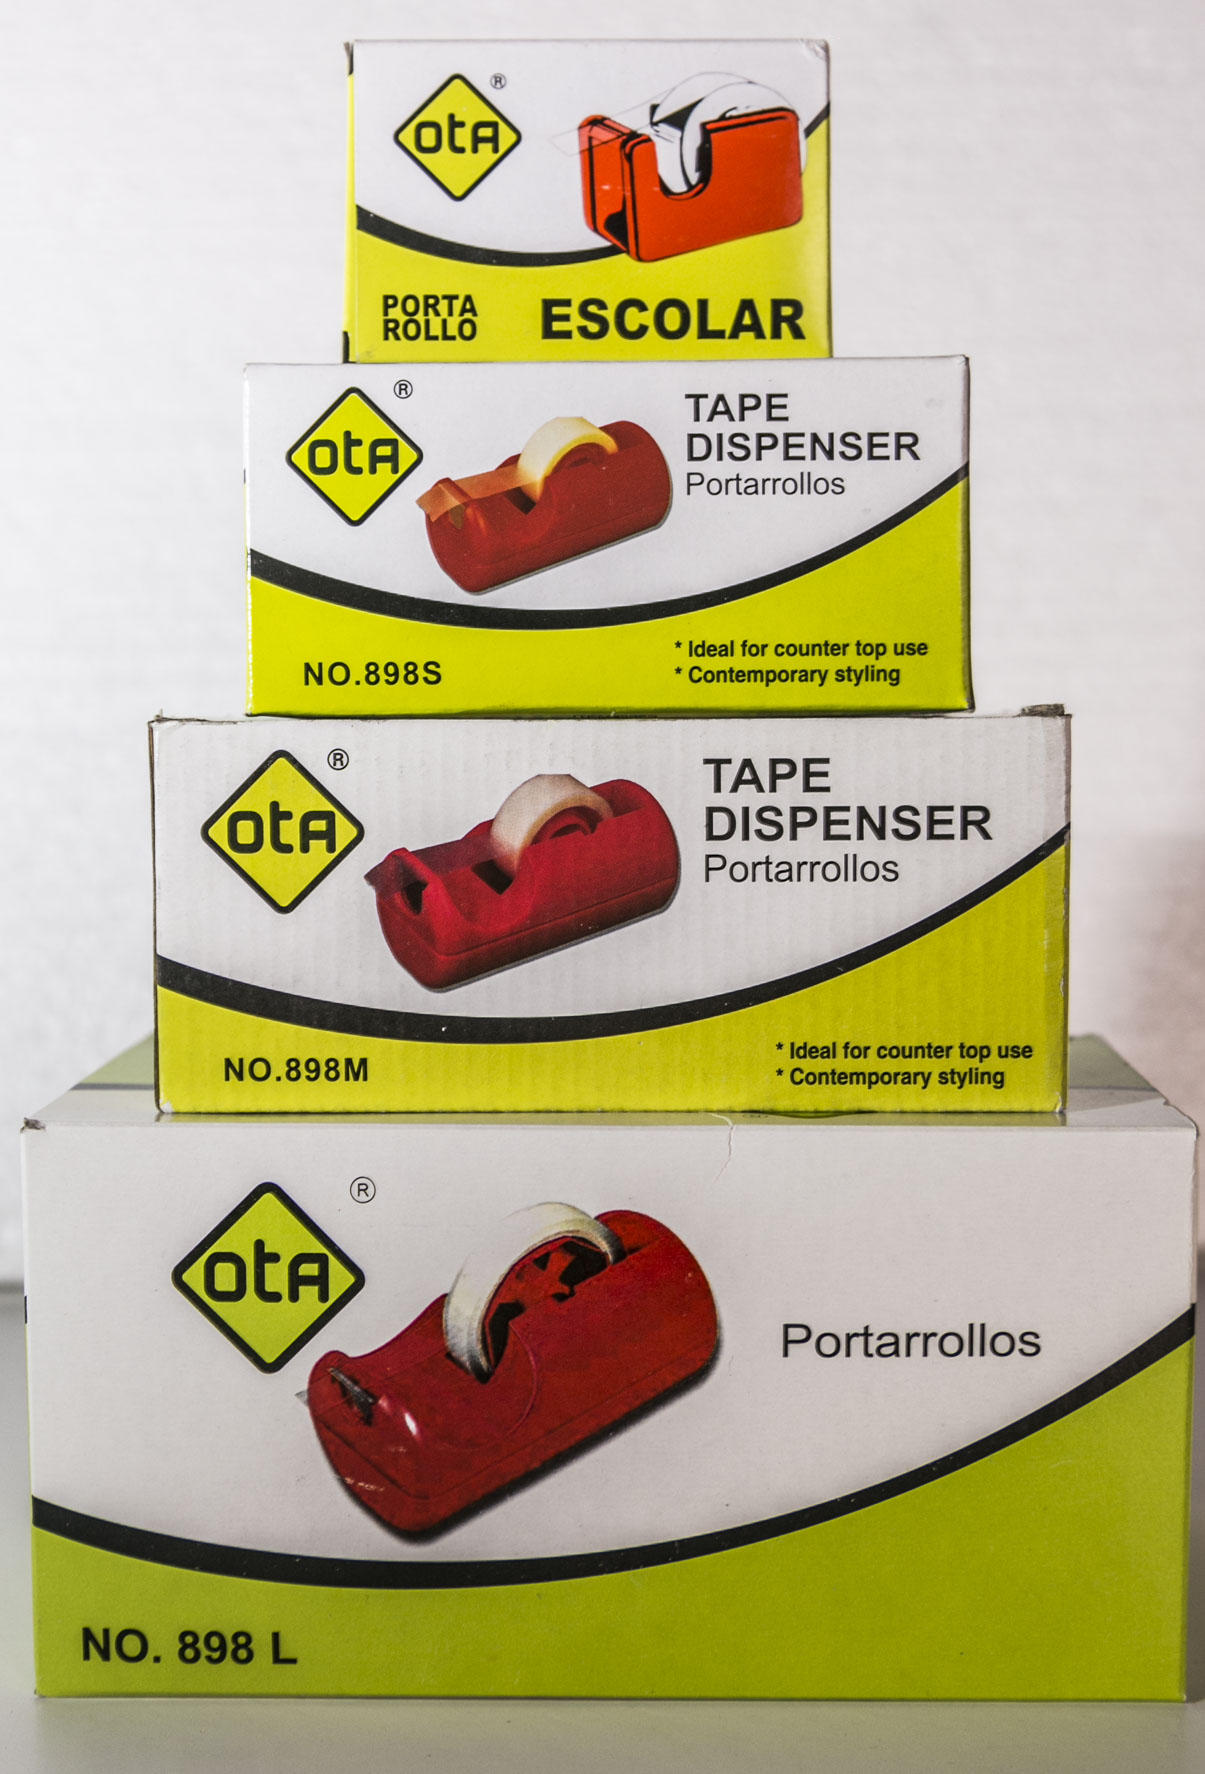 OtA ®
PORTA
ROLLO
ESCOLAR
OtA ®
TAPE
DISPENSER
Portarrollos
NO.898S
* Ideal for counter top use
* Contemporary styling
OtA ®
TAPE
DISPENSER
Portarrollos
NO.898M
* Ideal for counter top use
* Contemporary styling
OtA ®
Portarrollos
NO. 898 L